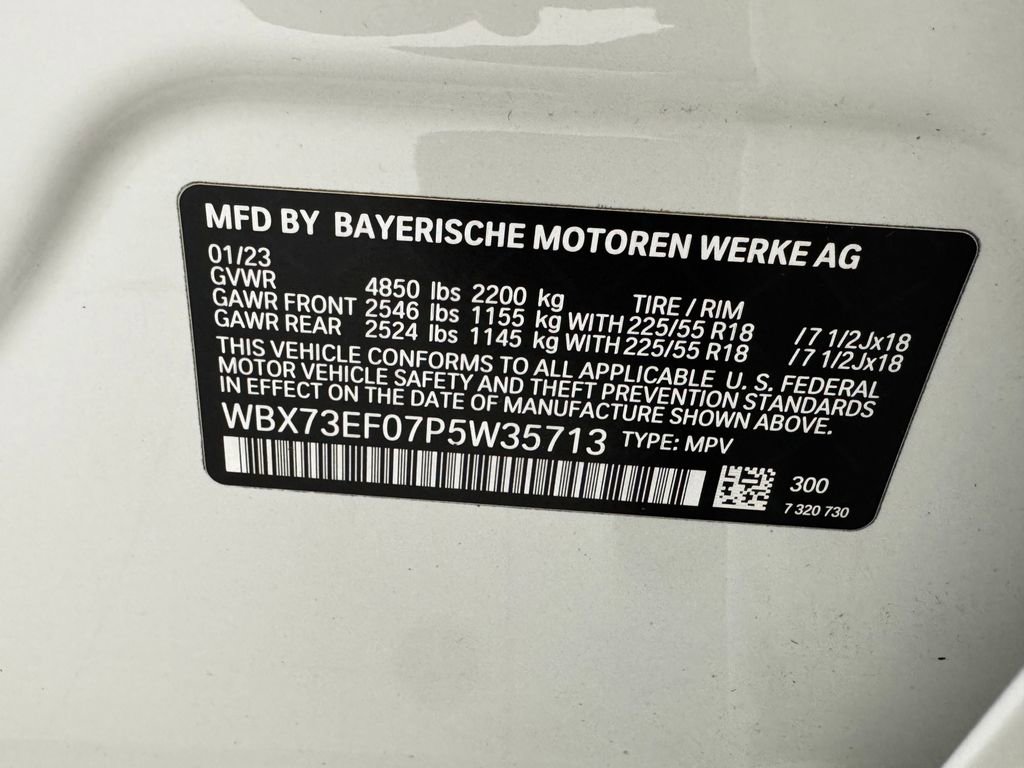 MFD BY BAYERISCHE MOTOREN WERKE AG
01/23
GVWR 4850 lbs 2200 kg TIRE / RIM
GAWR FRONT 2546 lbs 1155 kg WITH 225/55 R18 /7 1/2Jx18
GAWR REAR 2524 lbs 1145 kg WITH 225/55 R18 /7 1/2Jx18
THIS VEHICLE CONFORMS TO ALL APPLICABLE U. S. FEDERAL
MOTOR VEHICLE SAFETY AND THEFT PREVENTION STANDARDS
IN EFFECT ON THE DATE OF MANUFACTURE SHOWN ABOVE.
WBX73EF07P5W35713 TYPE: MPV
300
7 320 730